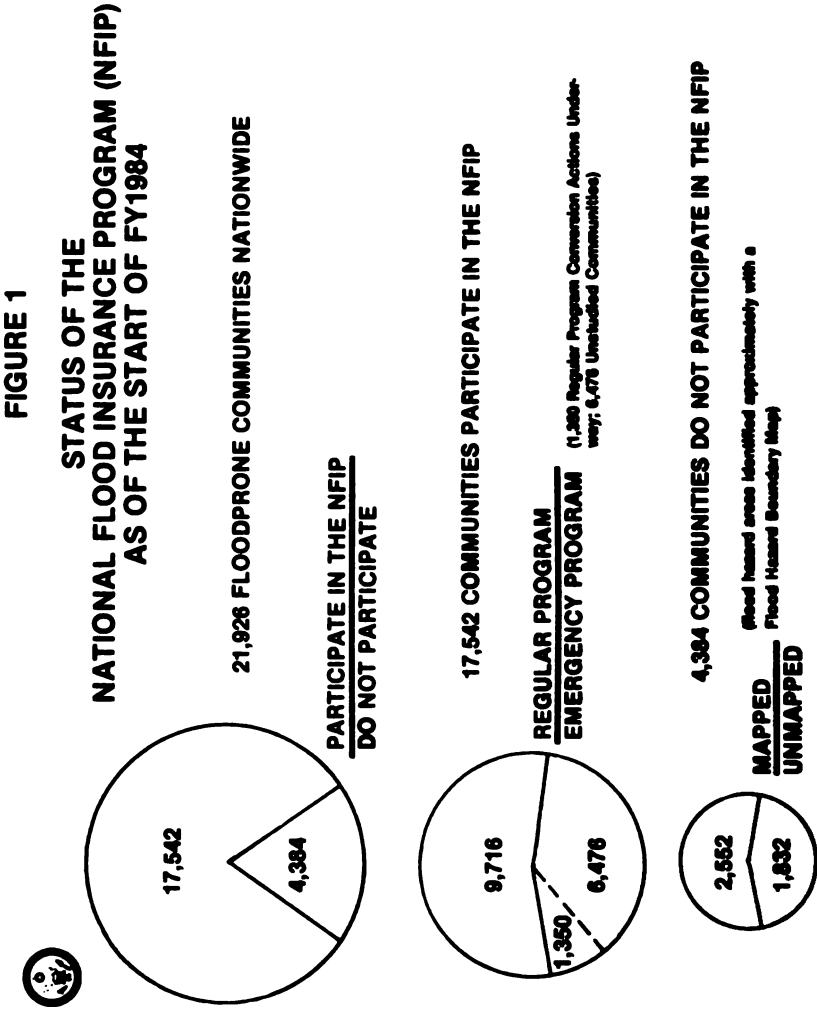 FIGURE 1
STATUS OF THE
NATIONAL FLOOD INSURANCE PROGRAM (NFIP)
AS OF THE START OF FY1984
21,926 FLOODPRONE COMMUNITIES NATIONWIDE
17,542
4,384
PARTICIPATE IN THE NFIP
DO NOT PARTICIPATE
17,542 COMMUNITIES PARTICIPATE IN THE NFIP
9,716
1,350
6,476
REGULAR PROGRAM
EMERGENCY PROGRAM
(1,350 Regular Program Conversion Actions Under-
way; 6,476 Unstudied Communities)
4,384 COMMUNITIES DO NOT PARTICIPATE IN THE NFIP
2,552
1,832
MAPPED
UNMAPPED
(flood hazard areas identified approximately with a
Flood Hazard Boundary Map)